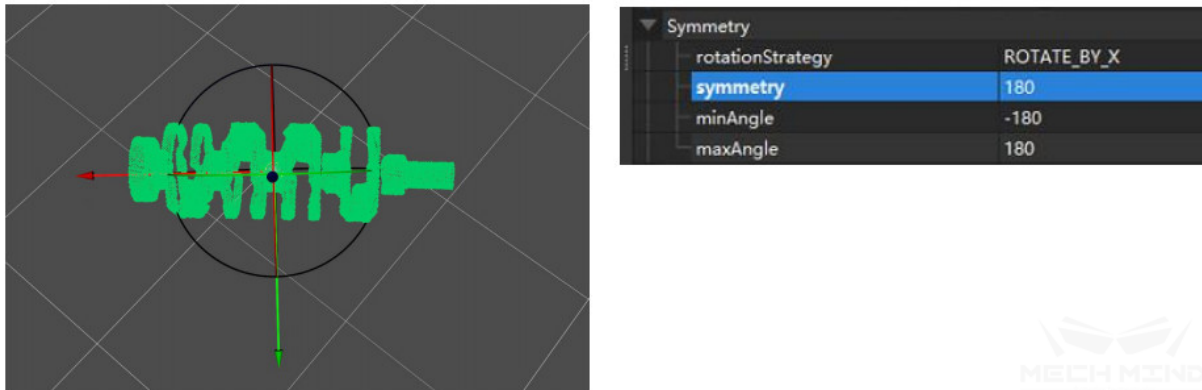 Symmetry
rotationStrategy ROTATE_BY_X
symmetry 180
minAngle -180
maxAngle 180
MECH MIND